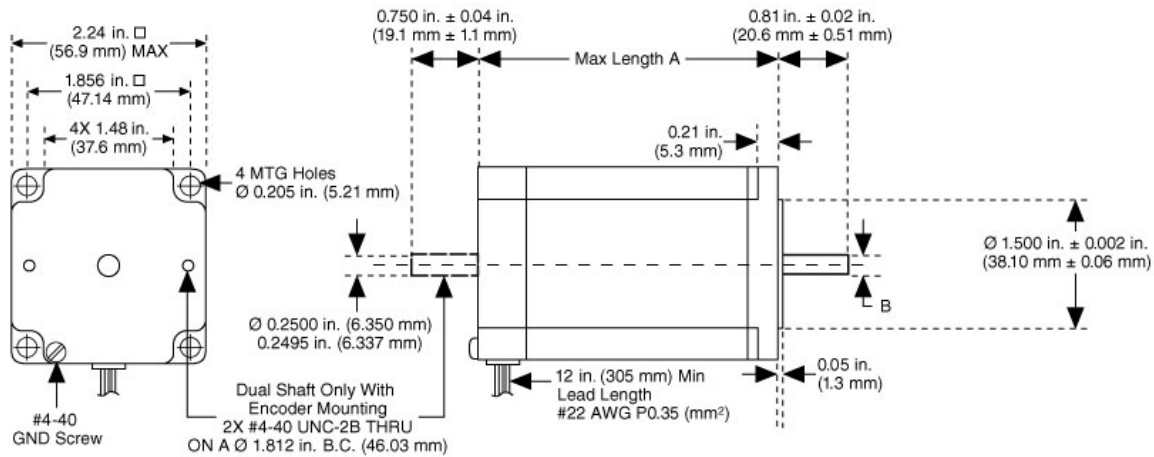 2.24 in. □
(56.9 mm) MAX
1.856 in. □
(47.14 mm)
4X 1.48 in.
(37.6 mm)
4 MTG Holes
Ø 0.205 in. (5.21 mm)
#4-40
GND Screw
0.750 in. ± 0.04 in.
(19.1 mm ± 1.1 mm)
Max Length A
0.81 in. ± 0.02 in.
(20.6 mm ± 0.51 mm)
0.21 in.
(5.3 mm)
Ø 1.500 in. ± 0.002 in.
(38.10 mm ± 0.06 mm)
B
Ø 0.2500 in. (6.350 mm)
0.2495 in. (6.337 mm)
Dual Shaft Only With
Encoder Mounting
2X #4-40 UNC-2B THRU
ON A Ø 1.812 in. B.C. (46.03 mm)
12 in. (305 mm) Min
Lead Length
#22 AWG P0.35 (mm²)
0.05 in.
(1.3 mm)